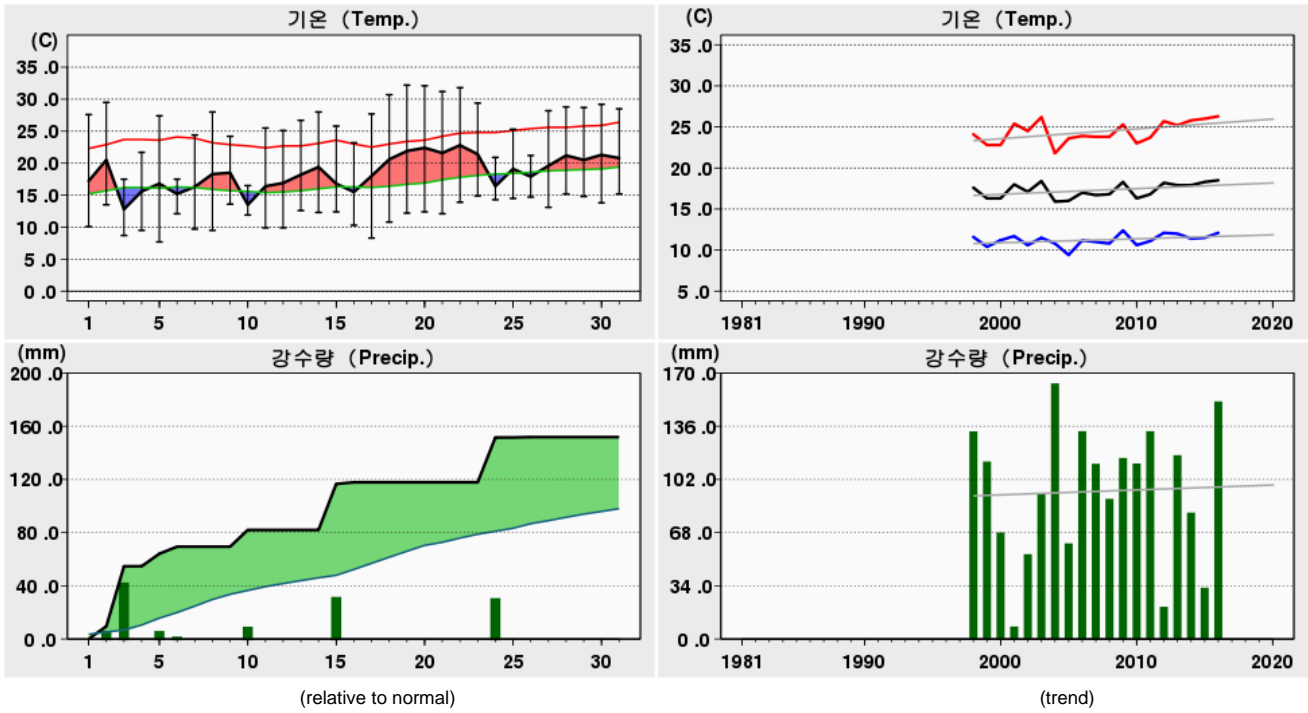 기온 (Temp.)
(C)
35 .0
30 .0
25 .0
20 .0
15 .0
10 .0
5 .0
0 .0
1 5 10 15 20 25 30
기온 (Temp.)
(C)
35 .0
30 .0
25 .0
20 .0
15 .0
10 .0
5 .0
1981 1990 2000 2010 2020
강수량 (Precip.)
(mm)
200 .0
160 .0
120 .0
80 .0
40 .0
0 .0
1 5 10 15 20 25 30
(relative to normal)
강수량 (Precip.)
(mm)
170 .0
136 .0
102 .0
68 .0
34 .0
0 .0
1981 1990 2000 2010 2020
(trend)